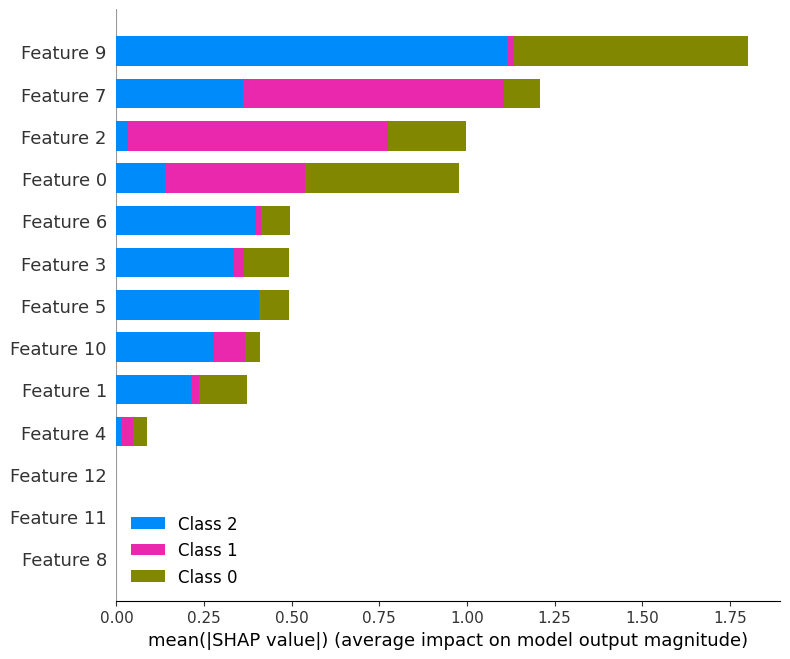 Feature 9
Feature 7
Feature 2
Feature 0
Feature 6
Feature 3
Feature 5
Feature 10
Feature 1
Feature 4
Feature 12
Feature 11
Feature 8
Class 2
Class 1
Class 0
0.00 0.25 0.50 0.75 1.00 1.25 1.50 1.75
mean(|SHAP value|) (average impact on model output magnitude)